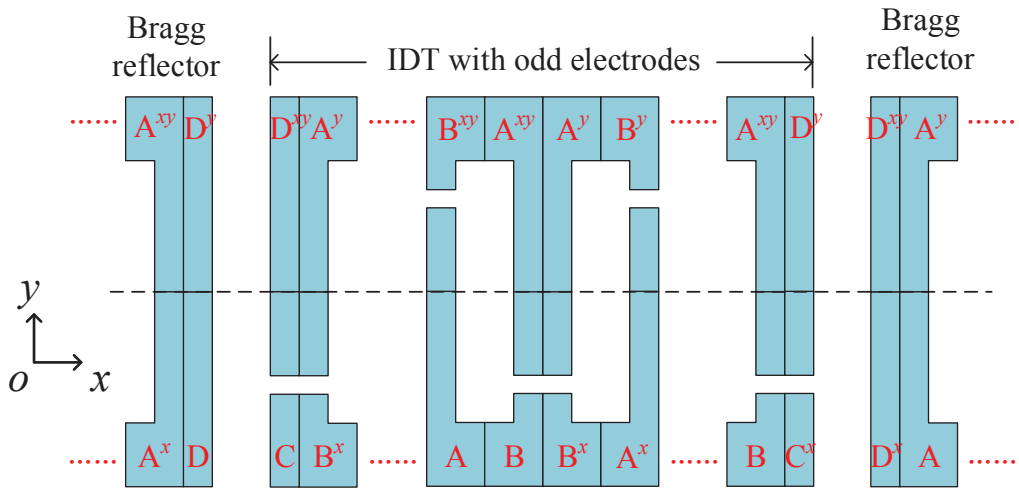 Bragg reflector
IDT with odd electrodes
Bragg reflector
...... A^{xy} D^y D^{xy} A^y ...... B^{xy} A^{xy} A^y B^y ...... A^{xy} D^y D^{xy} A^y ......
y
o x
...... A^x D C B^x ...... A B B^x A^x ...... B C^x D^x A ......